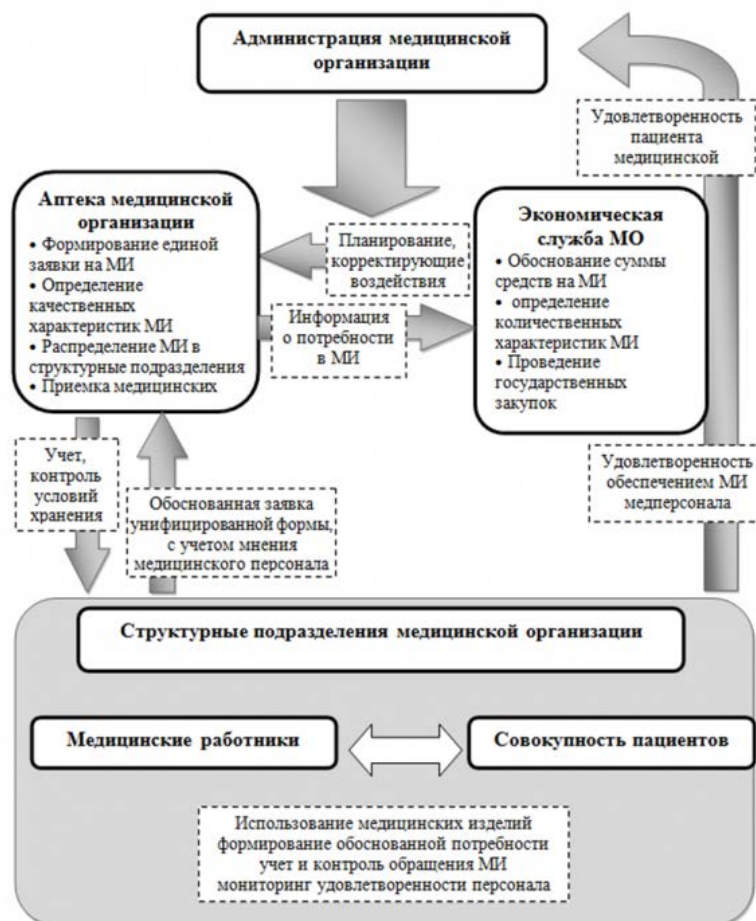 Администрация медицинской
организации
Удовлетворенность
пациента
медицинской
Аптека медицинской
организации
• Формирование единой
заявки на МИ
• Определение
качественных
характеристик МИ
• Распределение МИ в
структурные подразделения
• Приемка медицинских
Планирование,
корректирующие
воздействия
Информация
о потребности
в МИ
Экономическая
служба МО
• Обоснование суммы
средств на МИ
• определение
количественных
характеристик МИ
• Проведение
государственных
закупок
Учет,
контроль
условий
хранения
Обоснованная заявка
унифицированной формы,
с учетом мнения
медицинского персонала
Удовлетворенность
обеспечением МИ
медперсонала
Структурные подразделения медицинской организации
Медицинские работники
Совокупность пациентов
Использование медицинских изделий
формирование обоснованной потребности
учет и контроль обращения МИ
мониторинг удовлетворенности персонала